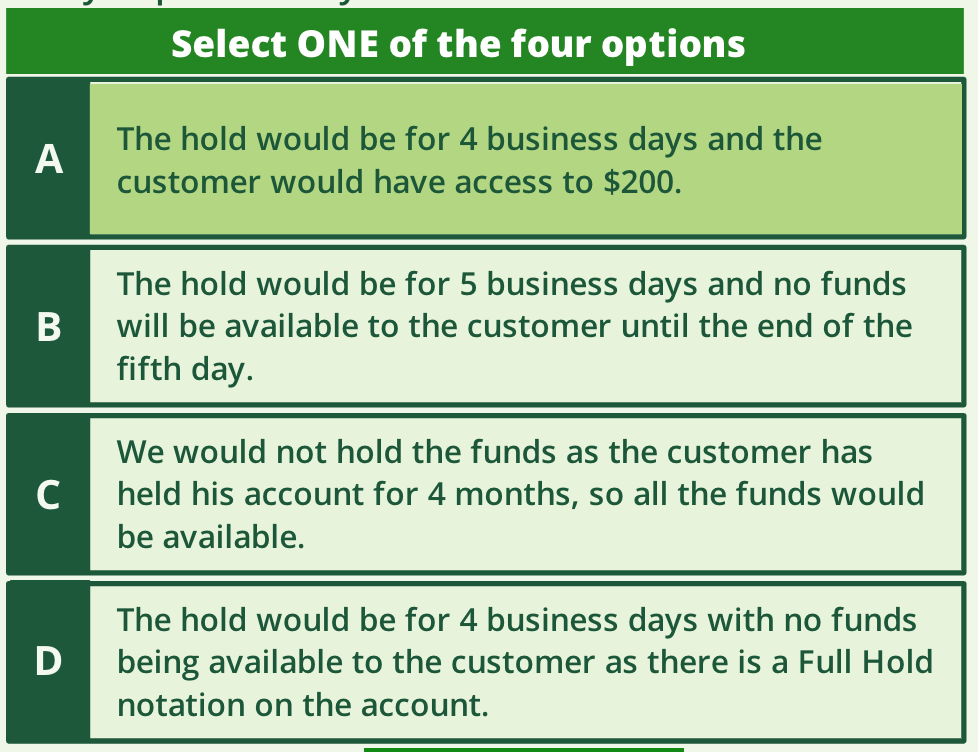 Select ONE of the four options
A
The hold would be for 4 business days and the
customer would have access to $200.
B
The hold would be for 5 business days and no funds
will be available to the customer until the end of the
fifth day.
C
We would not hold the funds as the customer has
held his account for 4 months, so all the funds would
be available.
D
The hold would be for 4 business days with no funds
being available to the customer as there is a Full Hold
notation on the account.